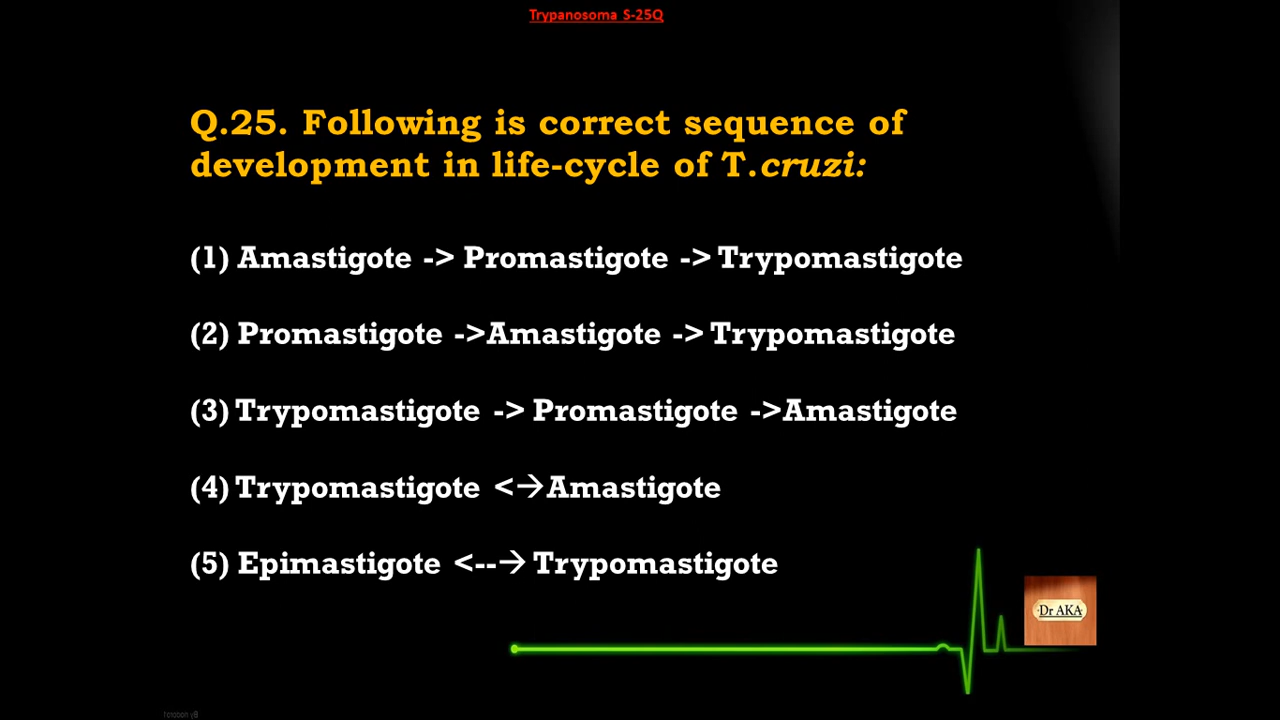 Trypanosoma S-25Q
Q.25. Following is correct sequence of
development in life-cycle of T.cruzi:
(1) Amastigote -> Promastigote -> Trypomastigote
(2) Promastigote ->Amastigote -> Trypomastigote
(3) Trypomastigote -> Promastigote ->Amastigote
(4) Trypomastigote <→Amastigote
(5) Epimastigote <--→ Trypomastigote
Dr AKA